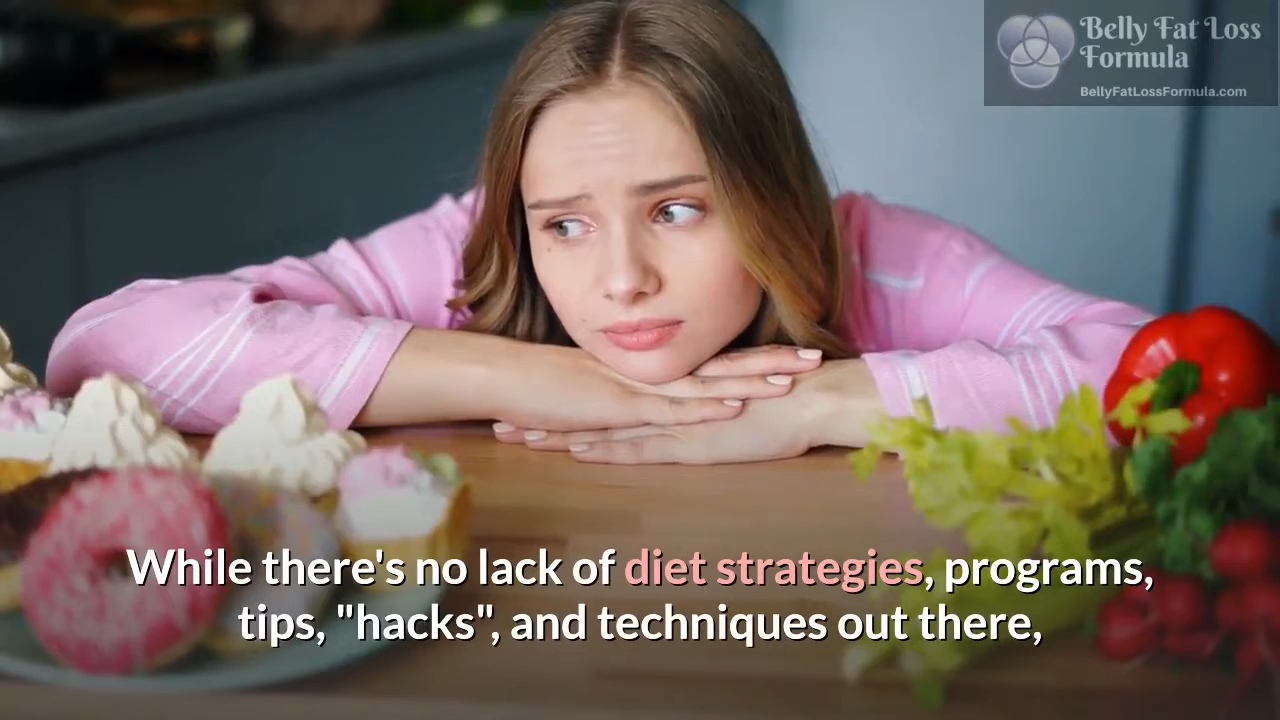 Belly Fat Loss
Formula
BellyFatLossFormula.com
While there's no lack of diet strategies, programs,
tips, "hacks", and techniques out there,